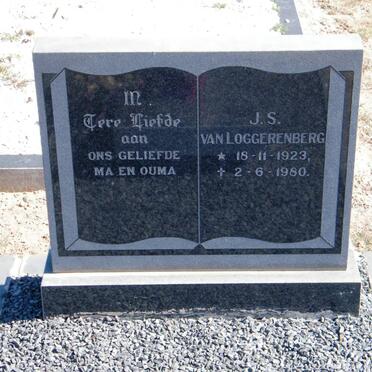 In
Tere Liefde
aan
ONS GELIEFDE
MA EN OUMA
J.S.
VAN LOGGERENBERG
★ 18-11-1923,
✝ 2-6-1980.